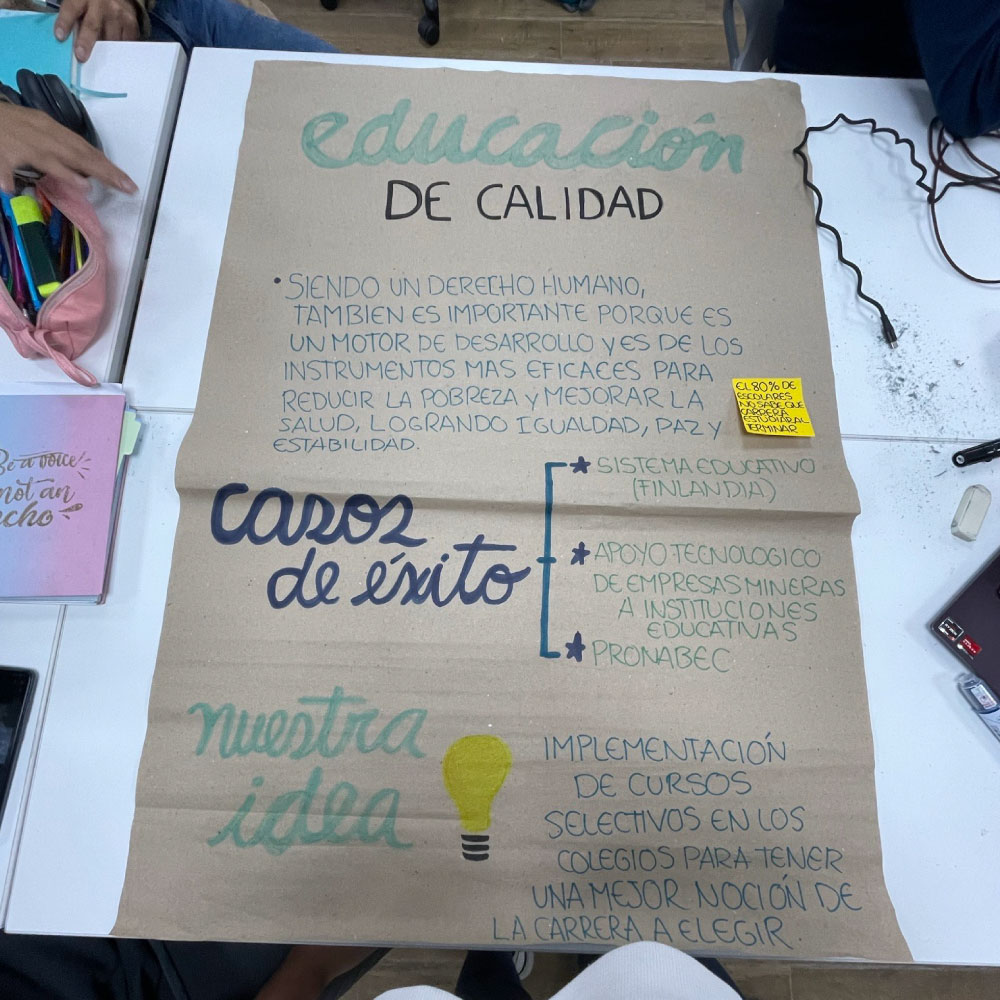 educación
DE CALIDAD
• SIENDO UN DERECHO HUMANO,
TAMBIEN ES IMPORTANTE PORQUE ES
UN MOTOR DE DESARROLLO Y ES DE LOS
INSTRUMENTOS MAS EFICACES PARA
REDUCIR LA POBREZA Y MEJORAR LA
SALUD, LOGRANDO IGUALDAD, PAZ Y
ESTABILIDAD.
EL 80% DE
ESCOLARES
NO SABE QUE
CARRERA
ESTUDIAR AL
TERMINAR
casos
de éxito
SISTEMA EDUCATIVO
(FINLANDIA)
APOYO TECNOLOGICO
DE EMPRESAS MINERAS
A INSTITUCIONES
EDUCATIVAS
PRONABEC
nuestra
idea
IMPLEMENTACIÓN
DE CURSOS
SELECTIVOS EN LOS
COLEGIOS PARA TENER
UNA MEJOR NOCIÓN DE
LA CARRERA A ELEGIR.
Be a voice
not an
echo